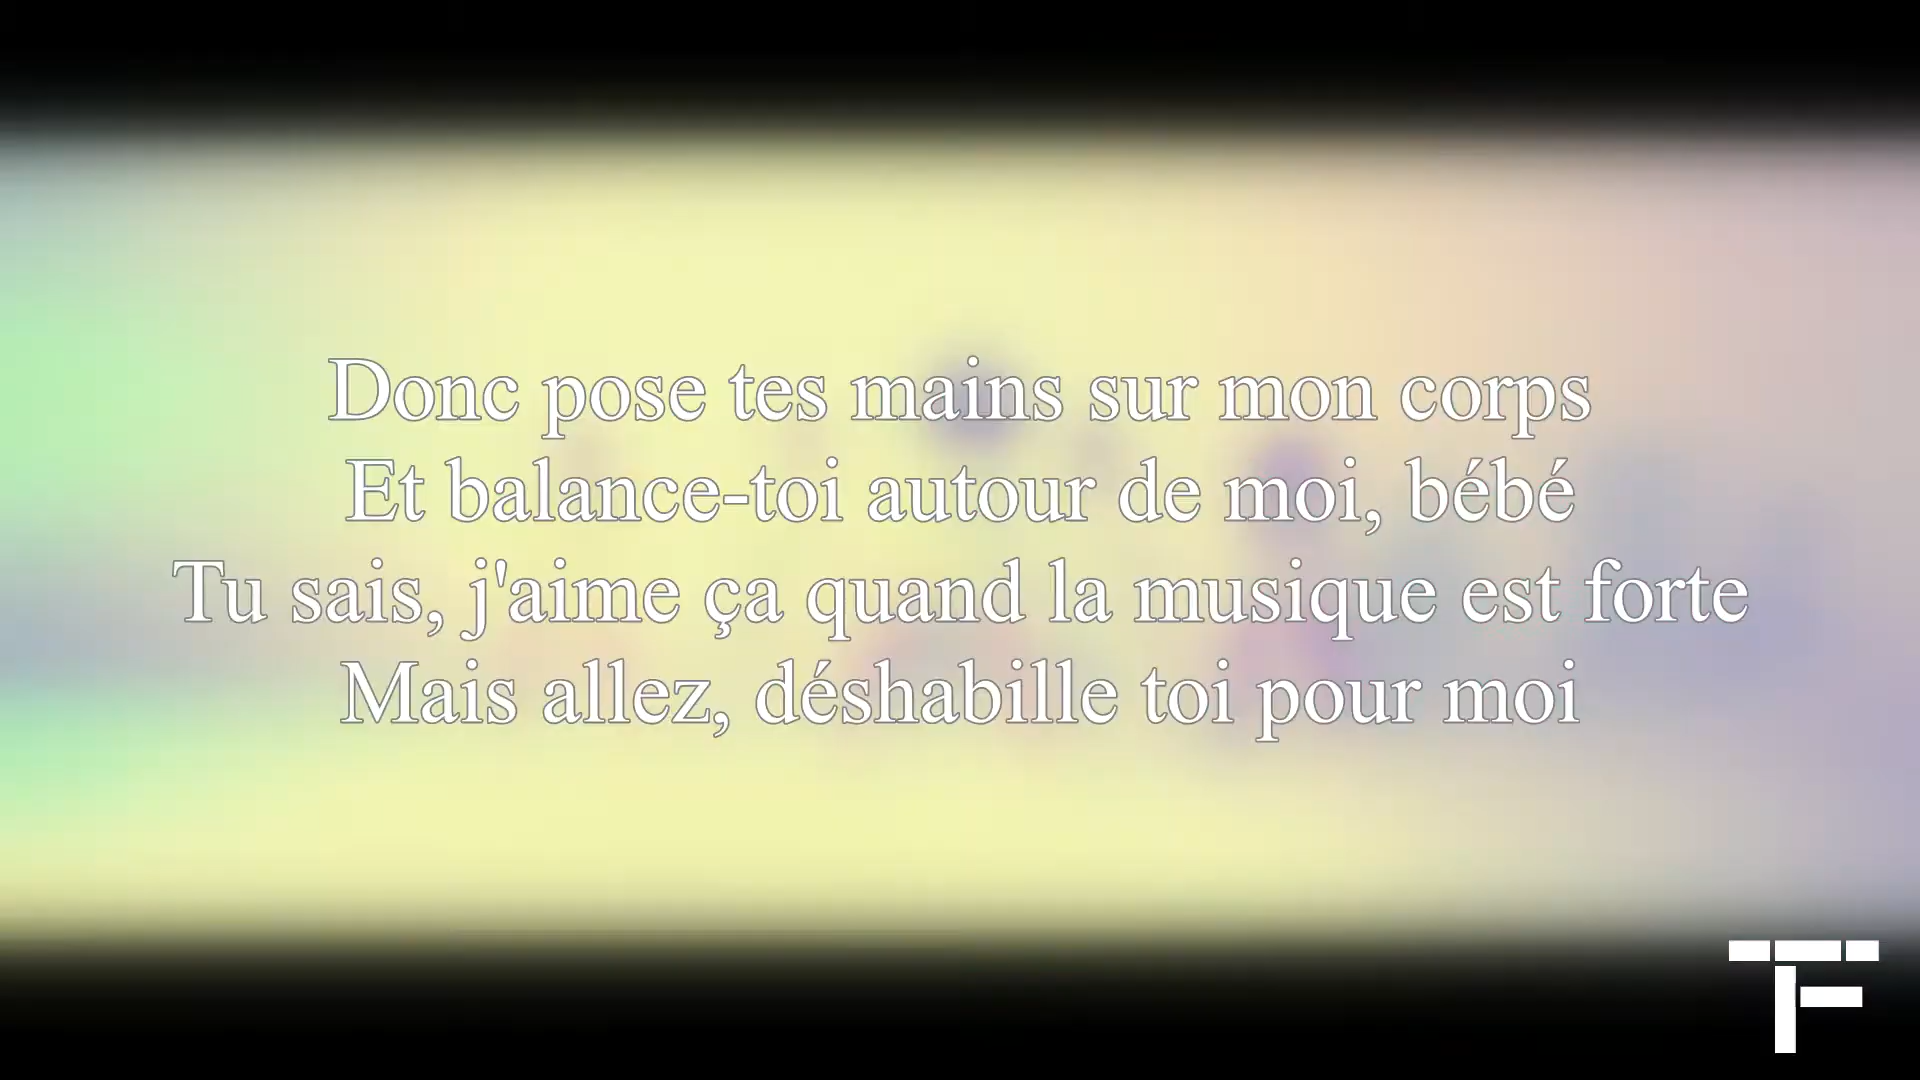 Donc pose tes mains sur mon corps
Et balance-toi autour de moi, bébé
Tu sais, j'aime ça quand la musique est forte
Mais allez, déshabille toi pour moi
TF